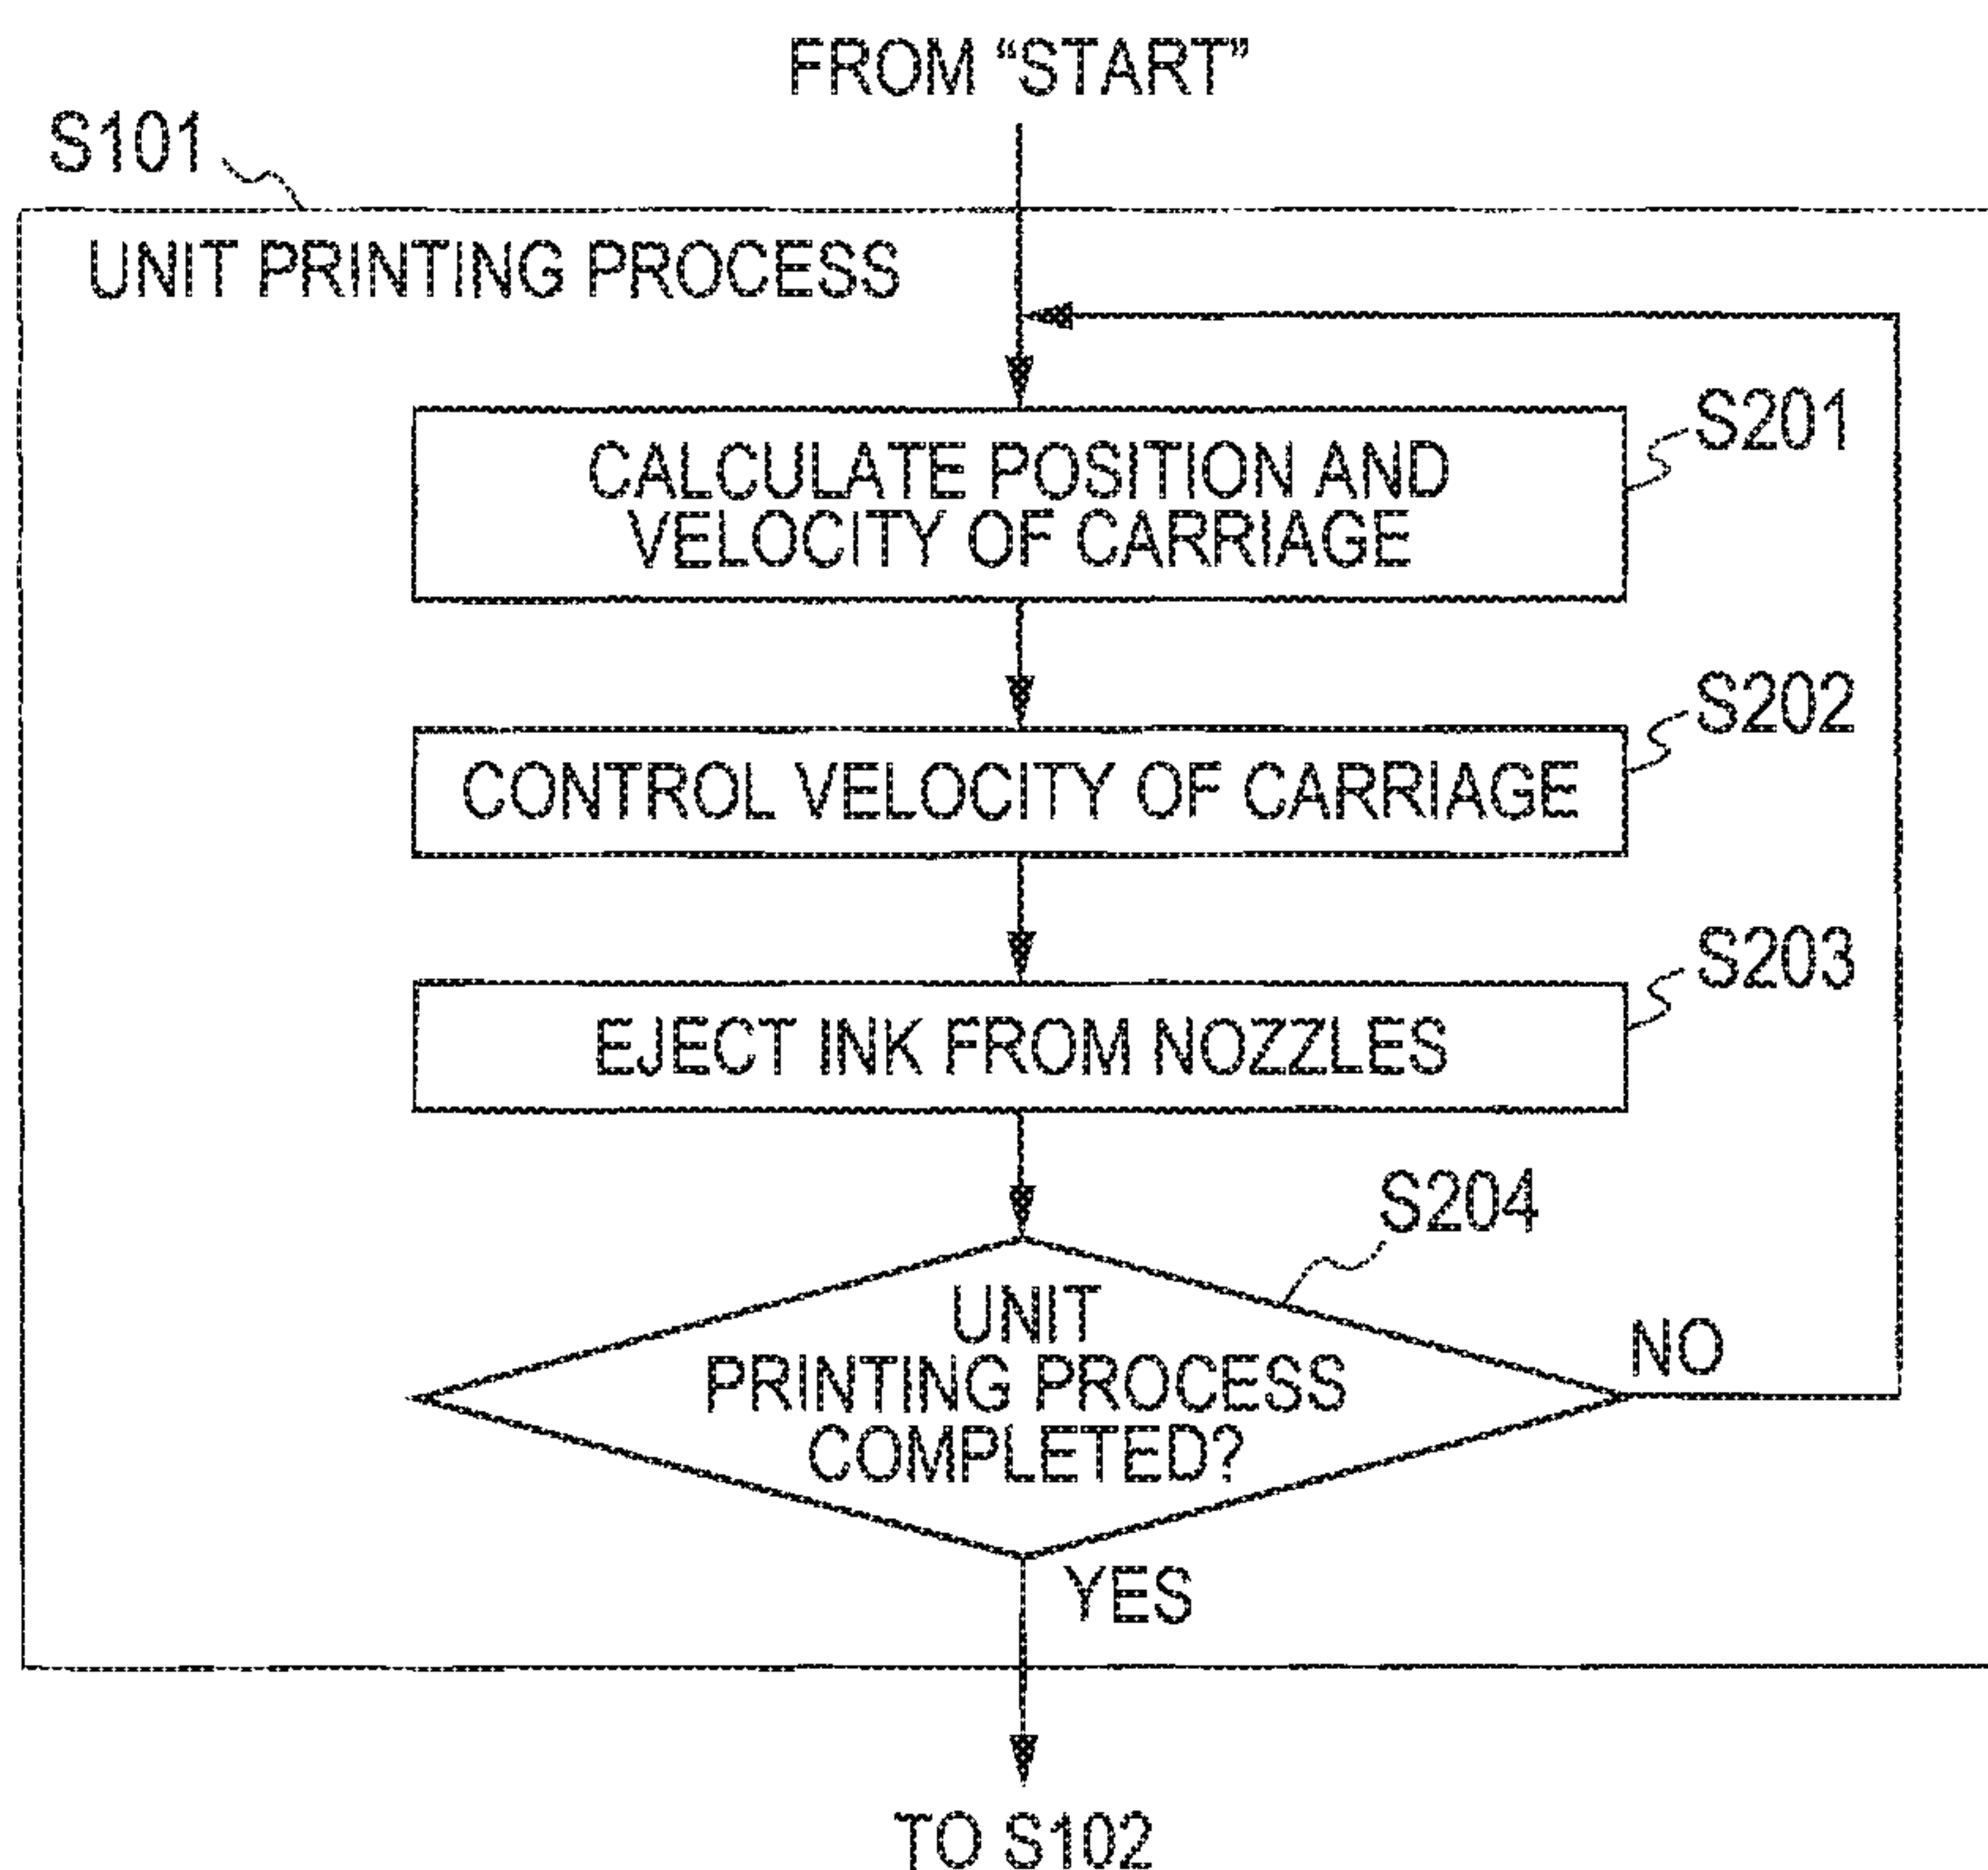 FROM “START”
S101
UNIT PRINTING PROCESS
S201
CALCULATE POSITION AND
VELOCITY OF CARRIAGE
S202
CONTROL VELOCITY OF CARRIAGE
S203
EJECT INK FROM NOZZLES
S204
UNIT
PRINTING PROCESS
COMPLETED?
NO
YES
TO S102